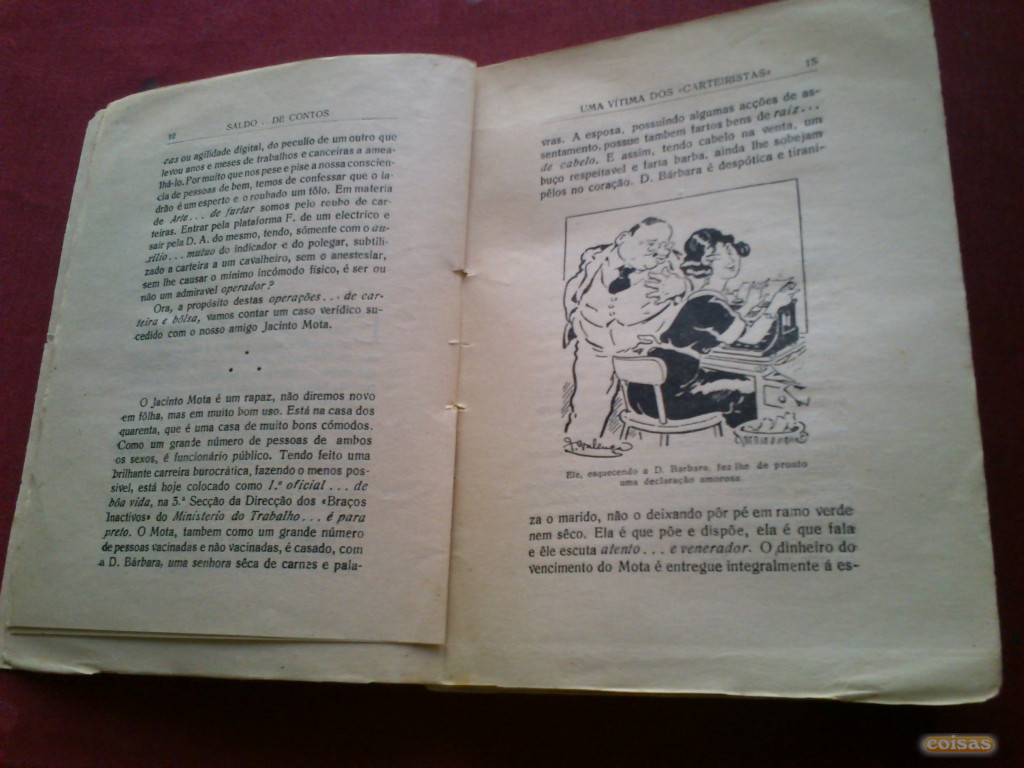 12 SALDO... DE CONTOS
cas ou agilidade digital, do peculio de um outro que
levou anos e meses de trabalhos e canceiras a amea-
lhá-lo. Por muito que nos pese e pise a nossa conscien-
cia de pessoas de bem, temos de confessar que o la-
drão é um esperto e o roubado um tôlo. Em materia
de Arte... de furtar somos pelo roubo de car-
teiras. Entrar pela plataforma F. de um electrico e
sair pela D. A. do mesmo, tendo, sómente com o au-
xílio... mutuo do indicador e do polegar, subtili-
zado a carteira a um cavalheiro, sem o anestesiar,
sem lhe causar o mínimo incómodo físico, é ser ou
não um admiravel operador?
Ora, a propósito destas operações... de car-
teira e bôlsa, vamos contar um caso verídico su-
cedido com o nosso amigo Jacinto Mota.
O Jacinto Mota é um rapaz, não diremos novo
em fôlha, mas em muito bom uso. Está na casa dos
quarenta, que é uma casa de muito bons cómodos.
Como um grande número de pessoas de ambos
os sexos, é funcionário público. Tendo feito uma
brilhante carreira burocrática, fazendo o menos pos-
sivel, está hoje colocado como 1.º oficial... de
bôa vida, na 3.ª Secção da Direcção dos «Braços
Inactivos» do Ministerio do Trabalho... é para
preto. O Mota, tambem como um grande número
de pessoas vacinadas e não vacinadas, é casado, com
a D. Bárbara, uma senhora sêca de carnes e pala-
UMA VÍTIMA DOS «CARTEIRISTAS» 13
vras. A esposa, possuindo algumas acções de as-
sentamento, possue tambem fartos bens de raiz...
de cabelo. E assim, tendo cabelo na venta, um
buço respeitavel e farta barba, ainda lhe sobejam
pêlos no coração. D. Bárbara é despótica e tirani-
Ele, esquecendo a D. Barbara, fez-lhe de pronto
uma declaração amorosa
za o marido, não o deixando pôr pé em ramo verde
nem sêco. Ela é que põe e dispõe, ela é que fala
e êle escuta atento... e venerador. O dinheiro do
vencimento do Mota é entregue integralmente á es-
coisas